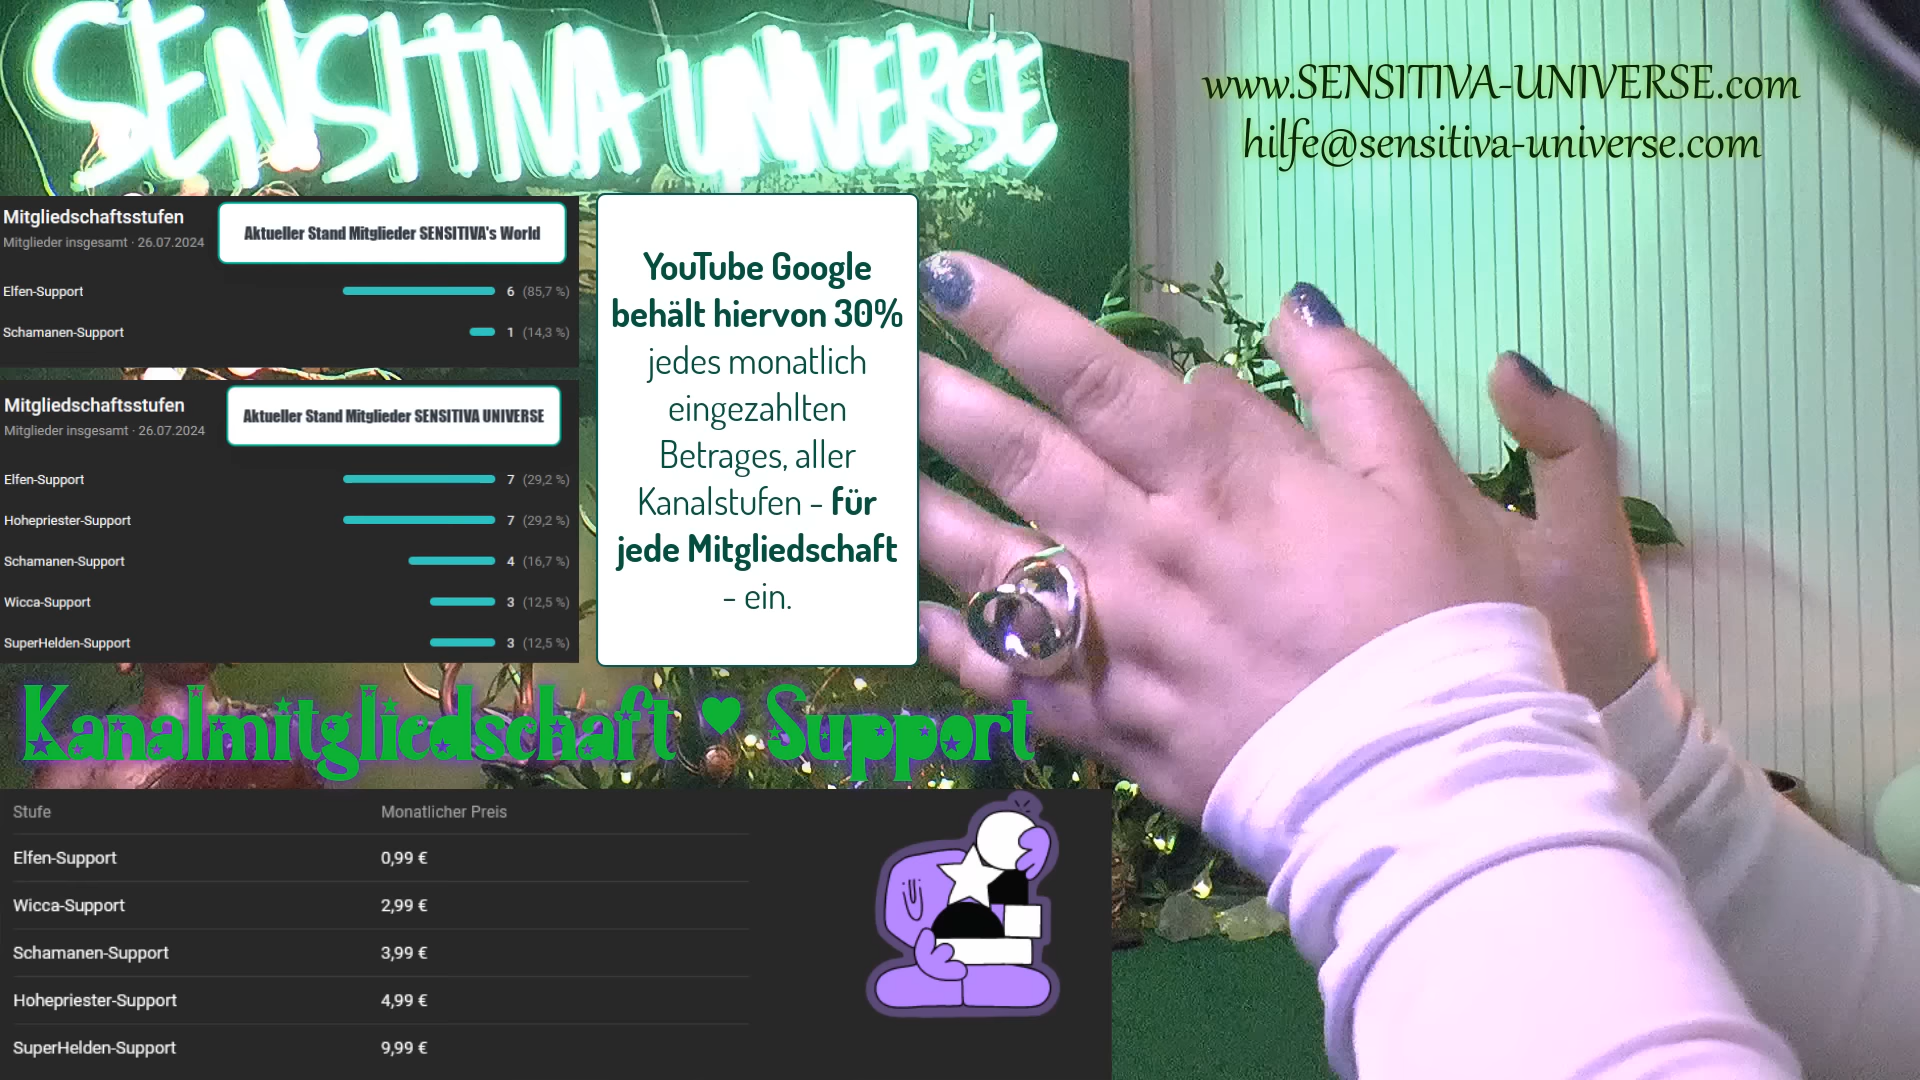 SENSITIVA UNIVERSE
www.SENSITIVA-UNIVERSE.com
hilfe@sensitiva-universe.com
Mitgliedschaftsstufen
Mitglieder insgesamt · 26.07.2024
Aktueller Stand Mitglieder SENSITIVA's World
Elfen-Support 6 (85,7 %)
Schamanen-Support 1 (14,3 %)
Mitgliedschaftsstufen
Mitglieder insgesamt · 26.07.2024
Aktueller Stand Mitglieder SENSITIVA UNIVERSE
Elfen-Support 7 (29,2 %)
Hohepriester-Support 7 (29,2 %)
Schamanen-Support 4 (16,7 %)
Wicca-Support 3 (12,5 %)
SuperHelden-Support 3 (12,5 %)
YouTube Google
behält hiervon 30%
jedes monatlich
eingezahlten
Betrages, aller
Kanalstufen - für
jede Mitgliedschaft
- ein.
Kanalmitgliedschaft ♥ Support
Stufe Monatlicher Preis
Elfen-Support 0,99 €
Wicca-Support 2,99 €
Schamanen-Support 3,99 €
Hohepriester-Support 4,99 €
SuperHelden-Support 9,99 €